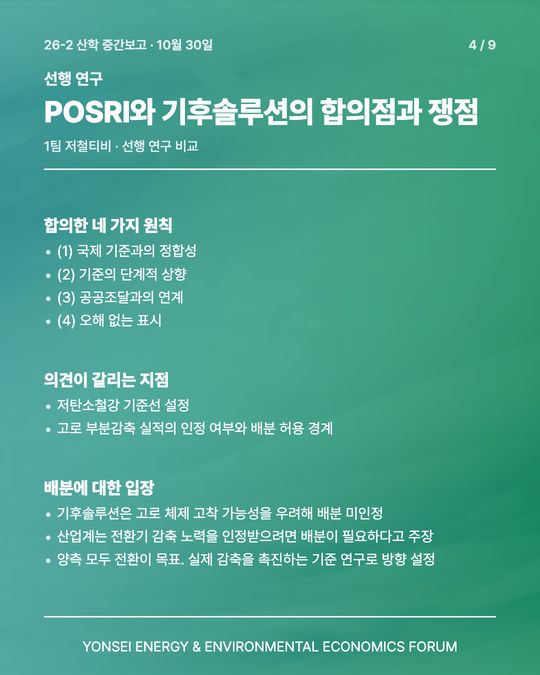 26-2 산학 중간보고 · 10월 30일
4 / 9
선행 연구
POSRI와 기후솔루션의 합의점과 쟁점
1팀 저철티비 · 선행 연구 비교
합의한 네 가지 원칙
• (1) 국제 기준과의 정합성
• (2) 기준의 단계적 상향
• (3) 공공조달과의 연계
• (4) 오해 없는 표시
의견이 갈리는 지점
• 저탄소철강 기준선 설정
• 고로 부분감축 실적의 인정 여부와 배분 허용 경계
배분에 대한 입장
• 기후솔루션은 고로 체제 고착 가능성을 우려해 배분 미인정
• 산업계는 전환기 감축 노력을 인정받으려면 배분이 필요하다고 주장
• 양측 모두 전환이 목표. 실제 감축을 촉진하는 기준 연구로 방향 설정
YONSEI ENERGY & ENVIRONMENTAL ECONOMICS FORUM